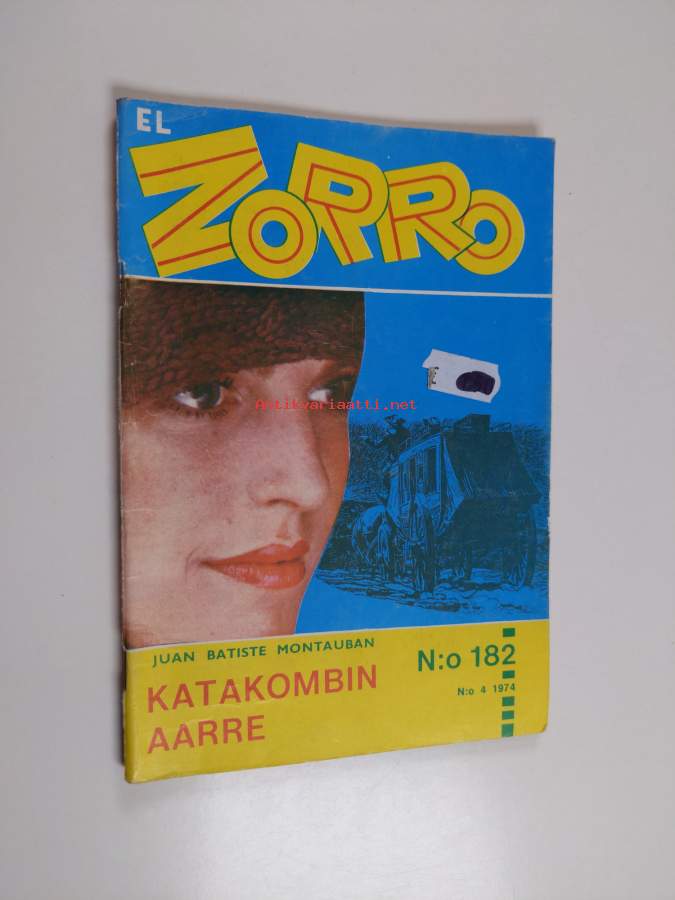 EL
ZORRO
Antikvariaatti.net
JUAN BATISTE MONTAUBAN
N:o 182
KATAKOMBIN
N:o 4 1974
AARRE